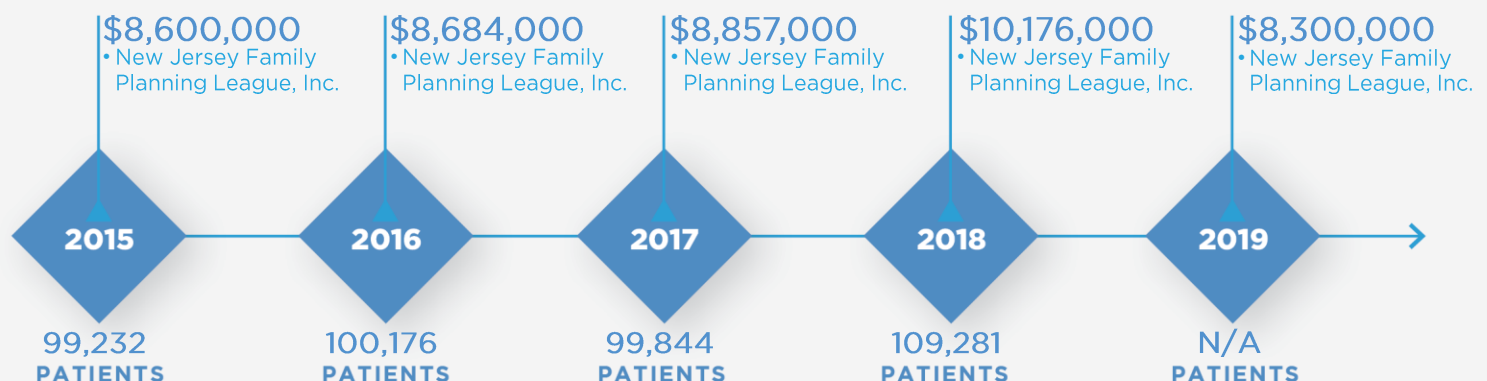 $8,600,000
• New Jersey Family
Planning League, Inc.
$8,684,000
• New Jersey Family
Planning League, Inc.
$8,857,000
• New Jersey Family
Planning League, Inc.
$10,176,000
• New Jersey Family
Planning League, Inc.
$8,300,000
• New Jersey Family
Planning League, Inc.
2015
2016
2017
2018
2019
99,232
PATIENTS
100,176
PATIENTS
99,844
PATIENTS
109,281
PATIENTS
N/A
PATIENTS